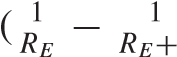 ( 1 / R_E − 1 / R_E+